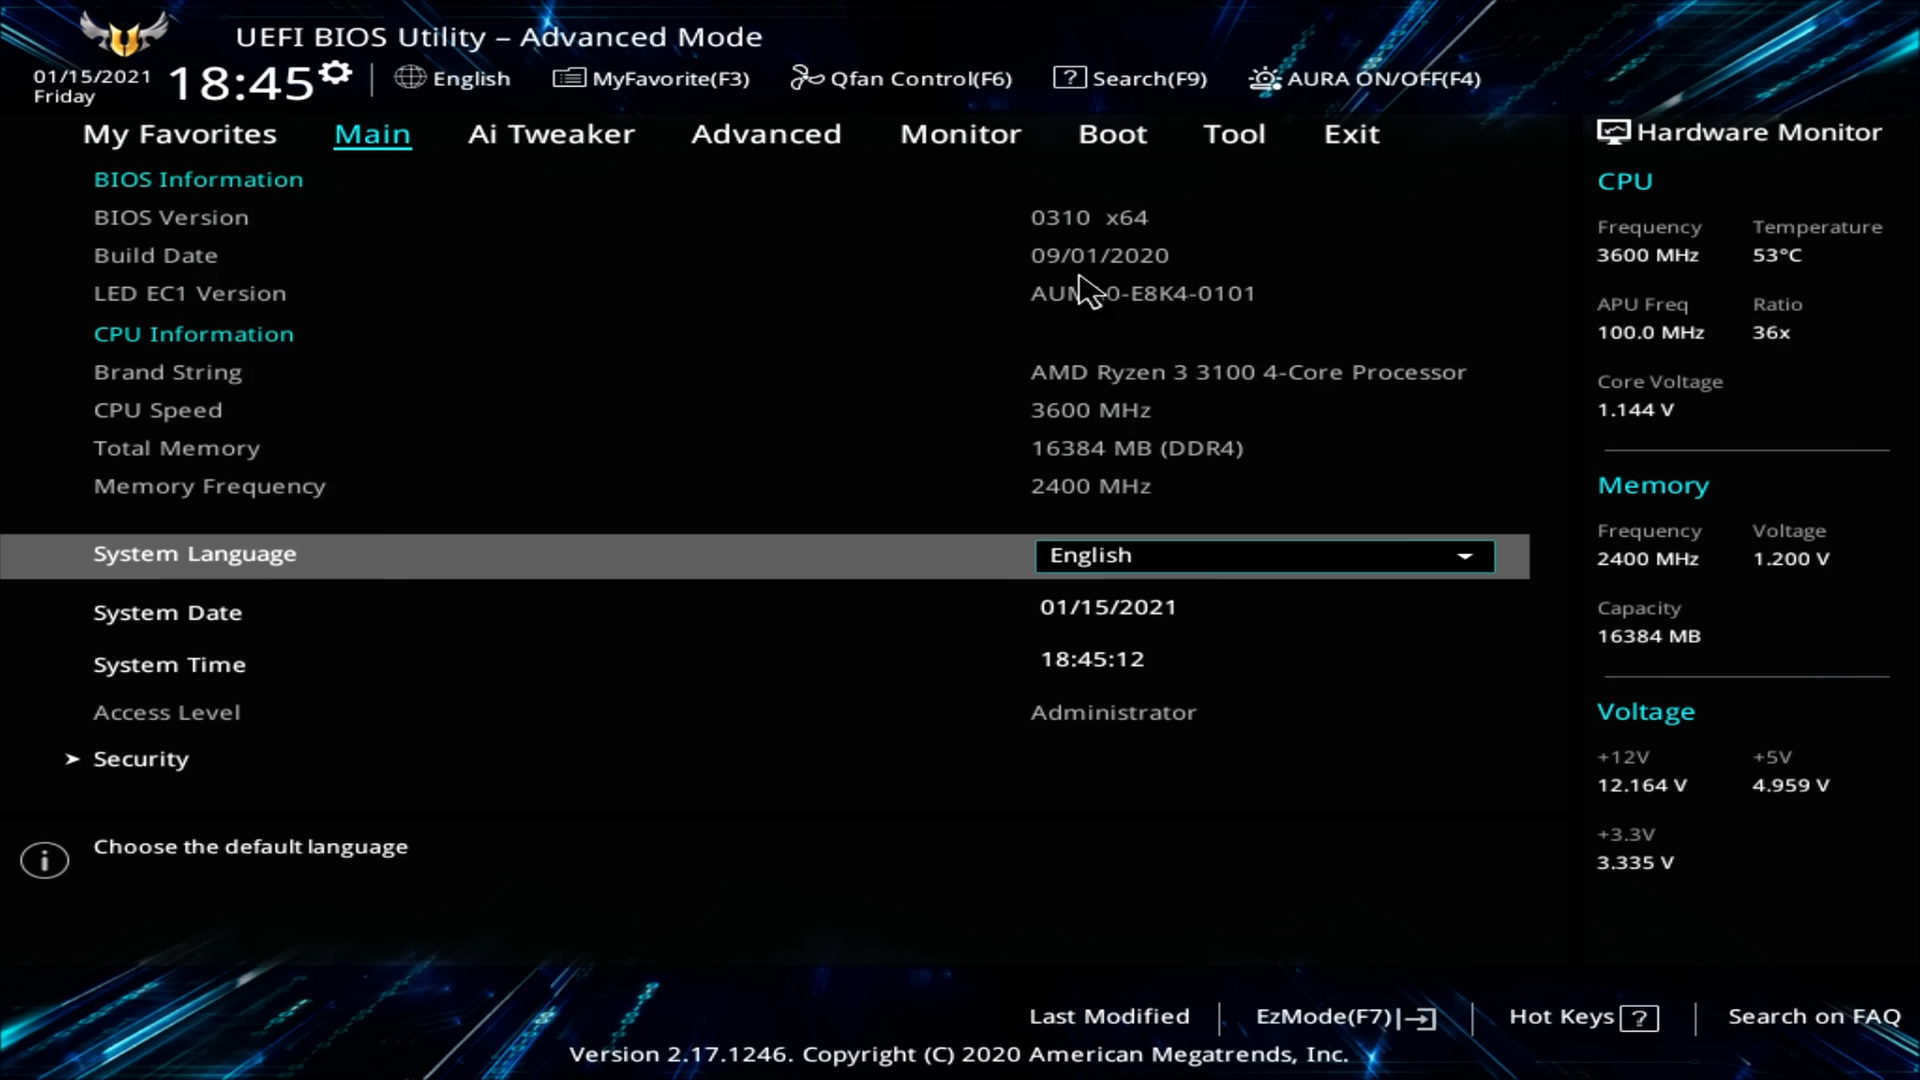 UEFI BIOS Utility – Advanced Mode
01/15/2021
Friday
18:45
English
MyFavorite(F3)
Qfan Control(F6)
? Search(F9)
AURA ON/OFF(F4)
My Favorites Main Ai Tweaker Advanced Monitor Boot Tool Exit
BIOS Information
BIOS Version 0310 x64
Build Date 09/01/2020
LED EC1 Version 0-E8K4-0101
CPU Information
Brand String AMD Ryzen 3 3100 4-Core Processor
CPU Speed 3600 MHz
Total Memory 16384 MB (DDR4)
Memory Frequency 2400 MHz
System Language English
System Date 01/15/2021
System Time 18:45:12
Access Level Administrator
Security
Choose the default language
Hardware Monitor
CPU
Frequency Temperature
3600 MHz 53°C
APU Freq Ratio
100.0 MHz 36x
Core Voltage
1.144 V
Memory
Frequency Voltage
2400 MHz 1.200 V
Capacity
16384 MB
Voltage
+12V +5V
12.164 V 4.959 V
+3.3V
3.335 V
Last Modified
EzMode(F7)
Hot Keys ?
Search on FAQ
Version 2.17.1246. Copyright (C) 2020 American Megatrends, Inc.